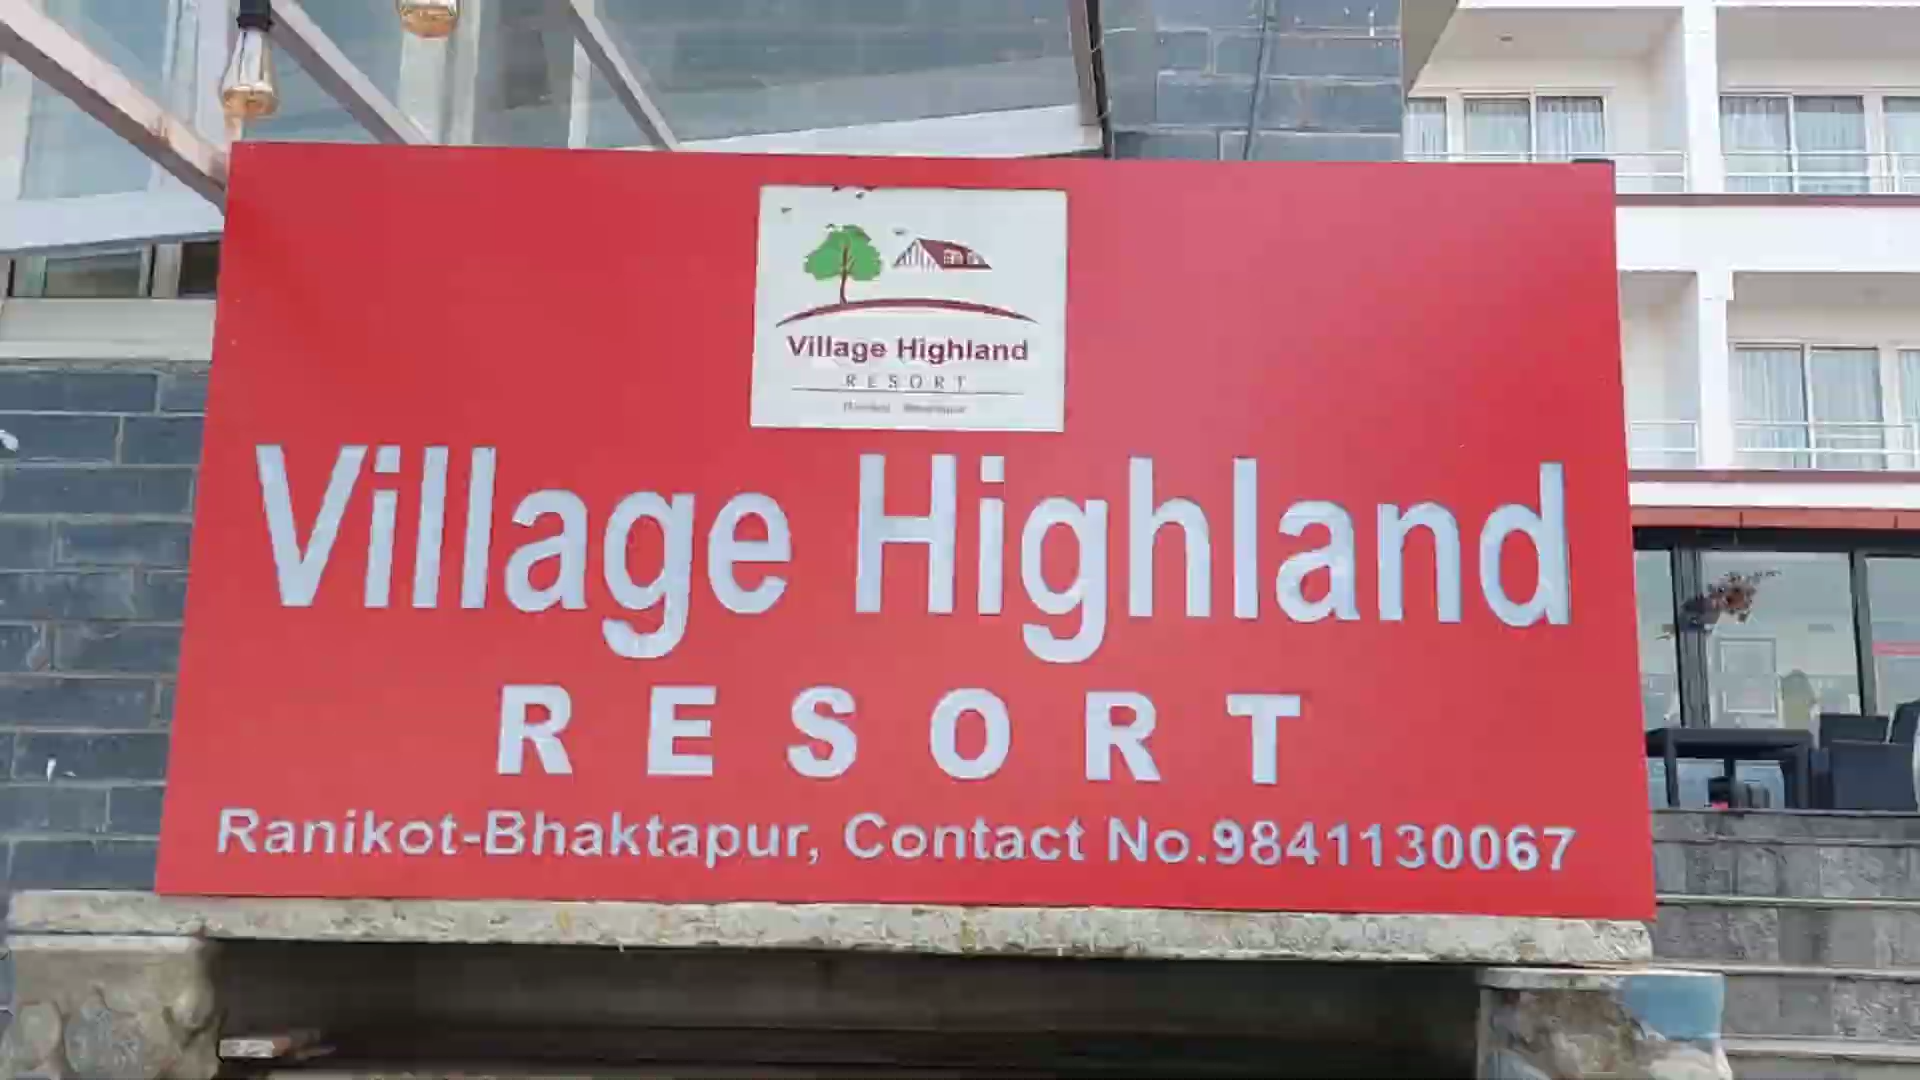 Village Highland
RESORT
Village Highland
RESORT
Ranikot-Bhaktapur, Contact No.9841130067